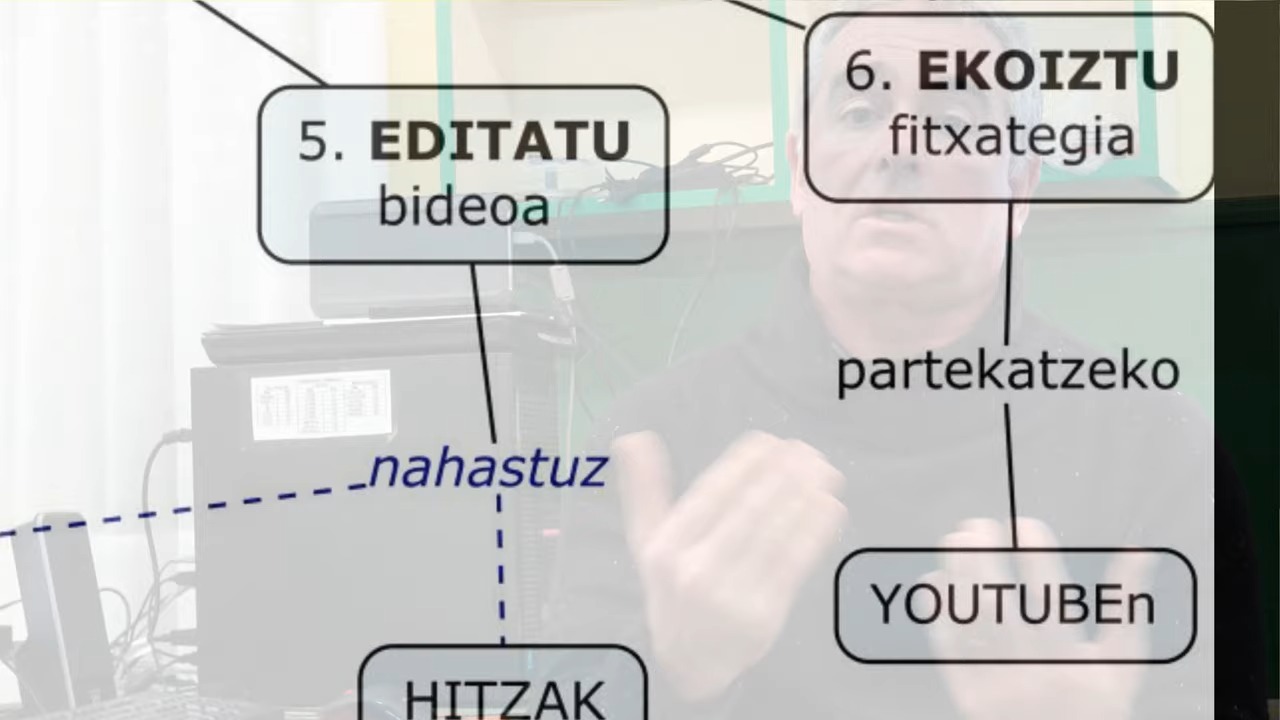 5. EDITATU
bideoa
nahastuz
HITZAK
6. EKOIZTU
fitxategia
partekatzeko
YOUTUBEn